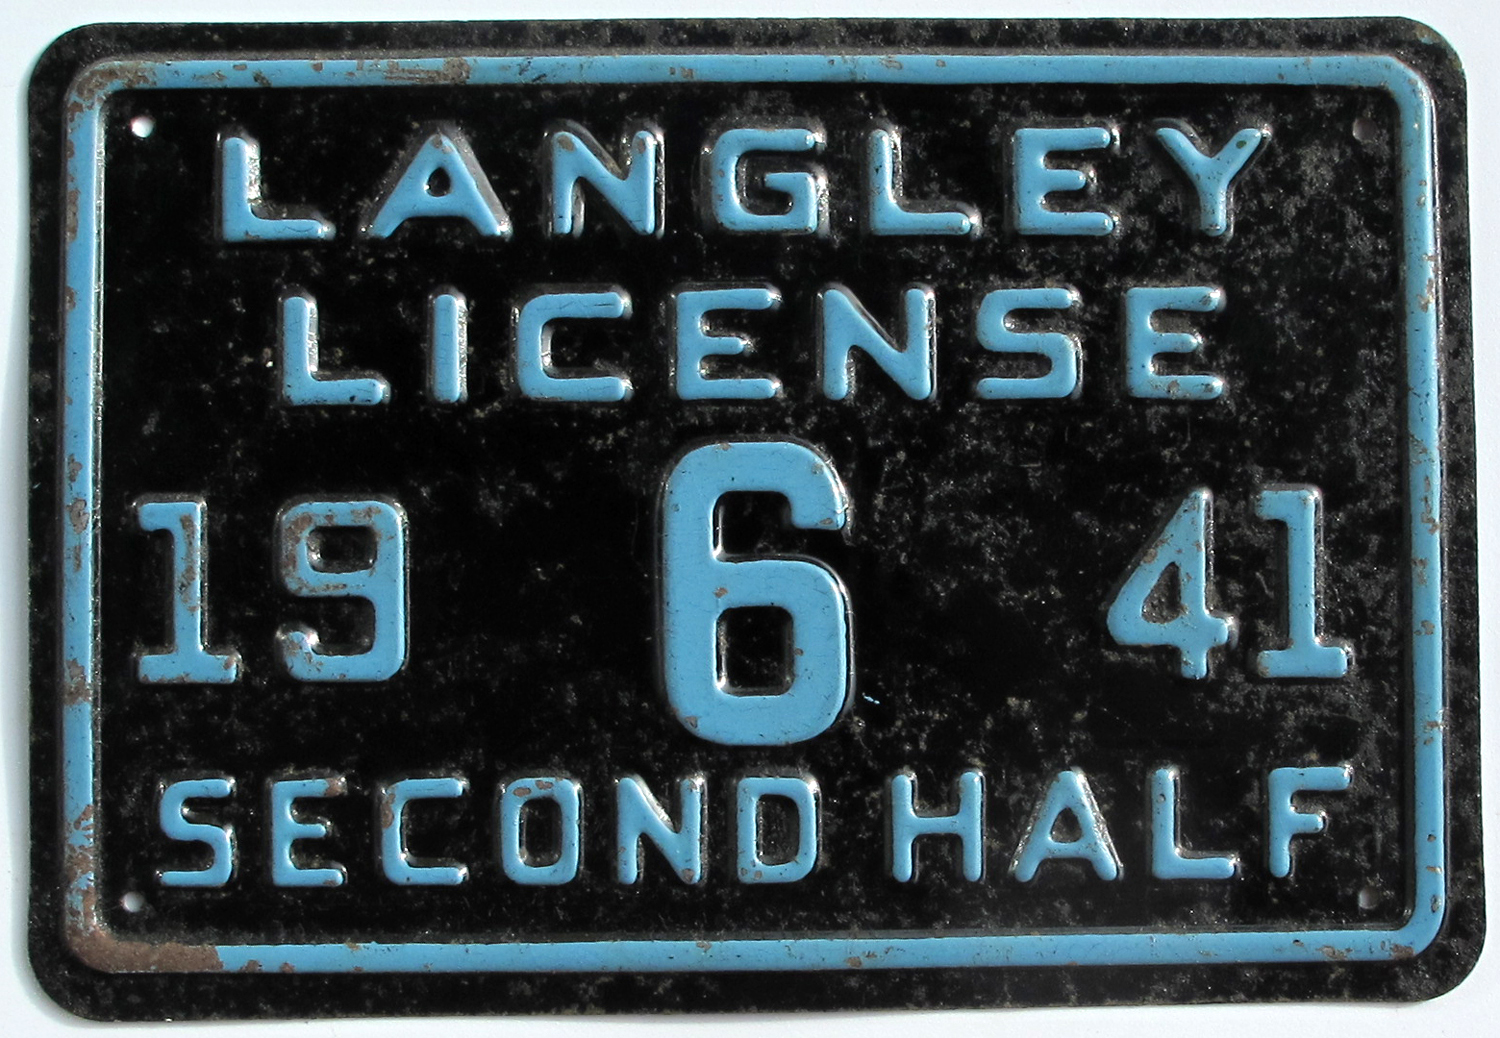 LANGLEY
LICENSE
19 6 41
SECOND HALF